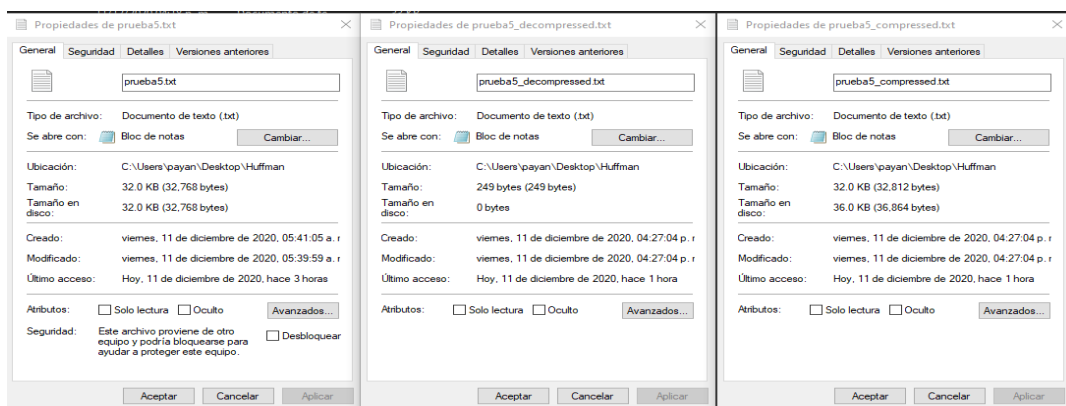 Propiedades de prueba5.txt
General Seguridad Detalles Versiones anteriores
prueba5.txt
Tipo de archivo: Documento de texto (.txt)
Se abre con: Bloc de notas Cambiar...
Ubicación: C:\Users\payan\Desktop\Huffman
Tamaño: 32.0 KB (32,768 bytes)
Tamaño en disco: 32.0 KB (32,768 bytes)
Creado: viernes, 11 de diciembre de 2020, 05:41:05 a. r
Modificado: viernes, 11 de diciembre de 2020, 05:39:59 a. r
Último acceso: Hoy, 11 de diciembre de 2020, hace 3 horas
Atributos: Solo lectura Oculto Avanzados...
Seguridad: Este archivo proviene de otro
equipo y podría bloquearse para
ayudar a proteger este equipo.
Desbloquear
Aceptar Cancelar Aplicar
Propiedades de prueba5_decompressed.txt
General Seguridad Detalles Versiones anteriores
prueba5_decompressed.txt
Tipo de archivo: Documento de texto (.txt)
Se abre con: Bloc de notas Cambiar...
Ubicación: C:\Users\payan\Desktop\Huffman
Tamaño: 249 bytes (249 bytes)
Tamaño en disco: 0 bytes
Creado: viernes, 11 de diciembre de 2020, 04:27:04 p. r
Modificado: viernes, 11 de diciembre de 2020, 04:27:04 p. r
Último acceso: Hoy, 11 de diciembre de 2020, hace 1 hora
Atributos: Solo lectura Oculto Avanzados...
Aceptar Cancelar Aplicar
Propiedades de prueba5_compressed.txt
General Seguridad Detalles Versiones anteriores
prueba5_compressed.txt
Tipo de archivo: Documento de texto (.txt)
Se abre con: Bloc de notas Cambiar...
Ubicación: C:\Users\payan\Desktop\Huffman
Tamaño: 32.0 KB (32,812 bytes)
Tamaño en disco: 36.0 KB (36,864 bytes)
Creado: viernes, 11 de diciembre de 2020, 04:27:04 p. r
Modificado: viernes, 11 de diciembre de 2020, 04:27:04 p. r
Último acceso: Hoy, 11 de diciembre de 2020, hace 1 hora
Atributos: Solo lectura Oculto Avanzados...
Aceptar Cancelar Aplicar